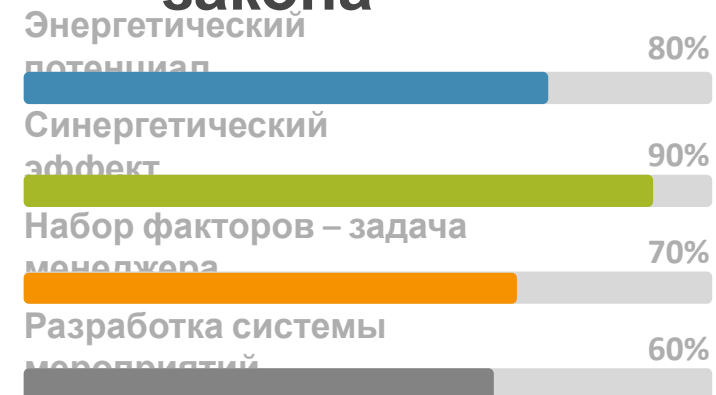 закона
Энергетический
потенциал
80%
Синергетический
эффект
90%
Набор факторов – задача
менеджера
70%
Разработка системы
мероприятий
60%